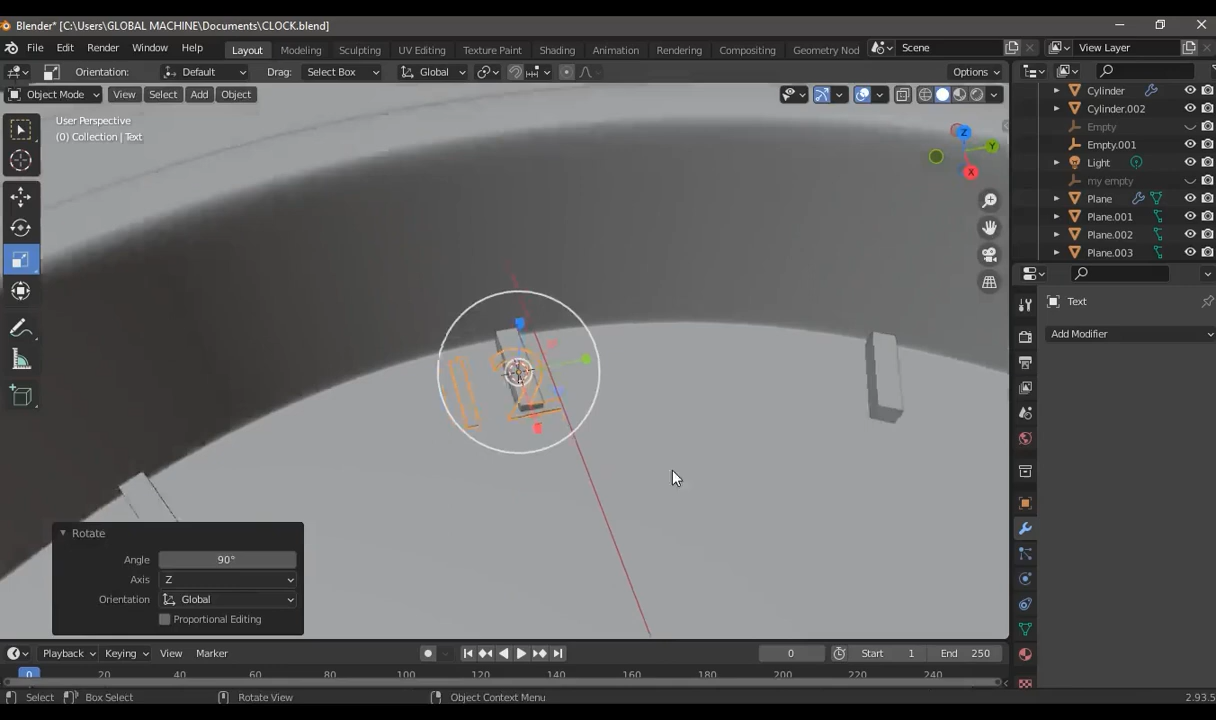 Blender* [C:\Users\GLOBAL MACHINE\Documents\CLOCK.blend]
File Edit Render Window Help Layout Modeling Sculpting UV Editing Texture Paint Shading Animation Rendering Compositing Geometry Nod Scene View Layer
Orientation: Default Drag: Select Box Global Options
Object Mode View Select Add Object
User Perspective
(0) Collection | Text
Z
Y
X
12
Cylinder
Cylinder.002
Empty
Empty.001
Light
my empty
Plane
Plane.001
Plane.002
Plane.003
Text
Add Modifier
Rotate
Angle 90°
Axis Z
Orientation Global
Proportional Editing
Playback Keying View Marker 0 Start 1 End 250
0 20 40 60 80 100 120 140 160 180 200 220 240
Select Box Select Rotate View Object Context Menu 2.93.5